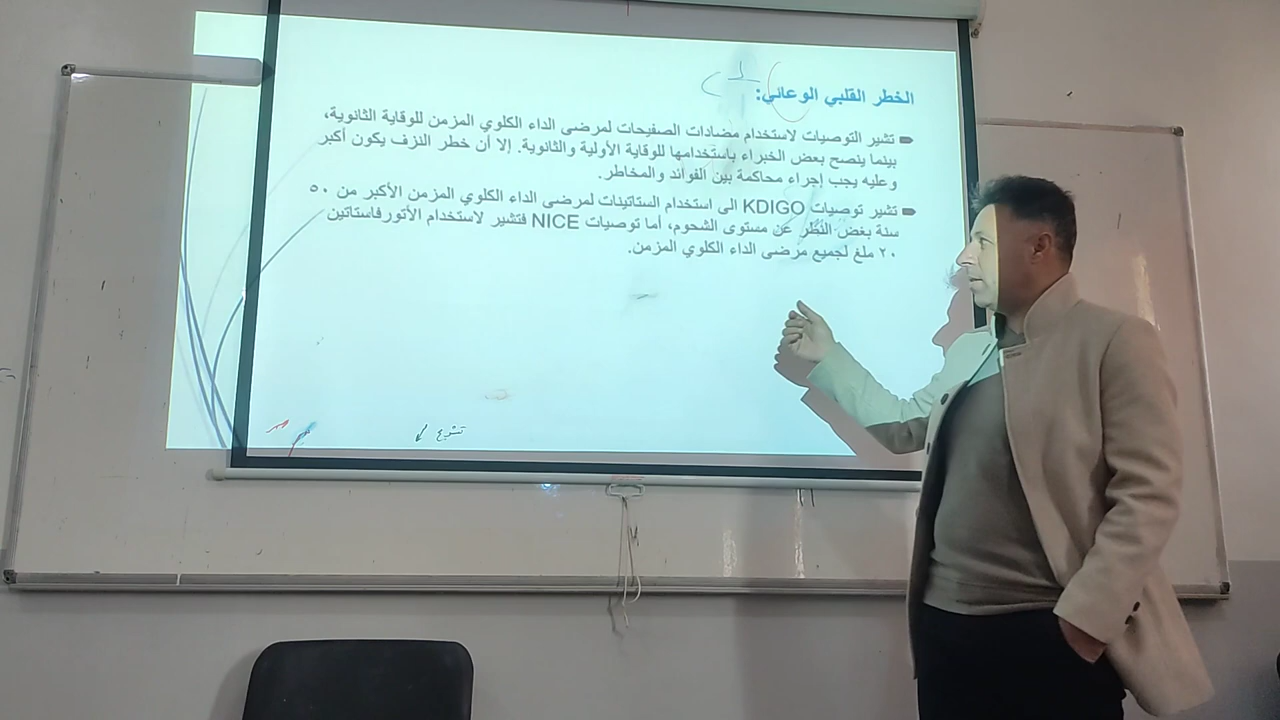 الخطر القلبي الوعائي:
تشير التوصيات لاستخدام مضادات الصفيحات لمرضى الداء الكلوي المزمن للوقاية الثانوية،
بينما ينصح بعض الخبراء باستخدامها للوقاية الأولية والثانوية. إلا أن خطر النزف يكون أكبر
وعليه يجب إجراء محاكمة بين الفوائد والمخاطر.
تشير توصيات KDIGO الى استخدام الستاتينات لمرضى الداء الكلوي المزمن الأكبر من ٥٠
سنة بغض النظر عن مستوى الشحوم، أما توصيات NICE فتشير لاستخدام الأتورفاستاتين
٢٠ ملغ لجميع مرضى الداء الكلوي المزمن.